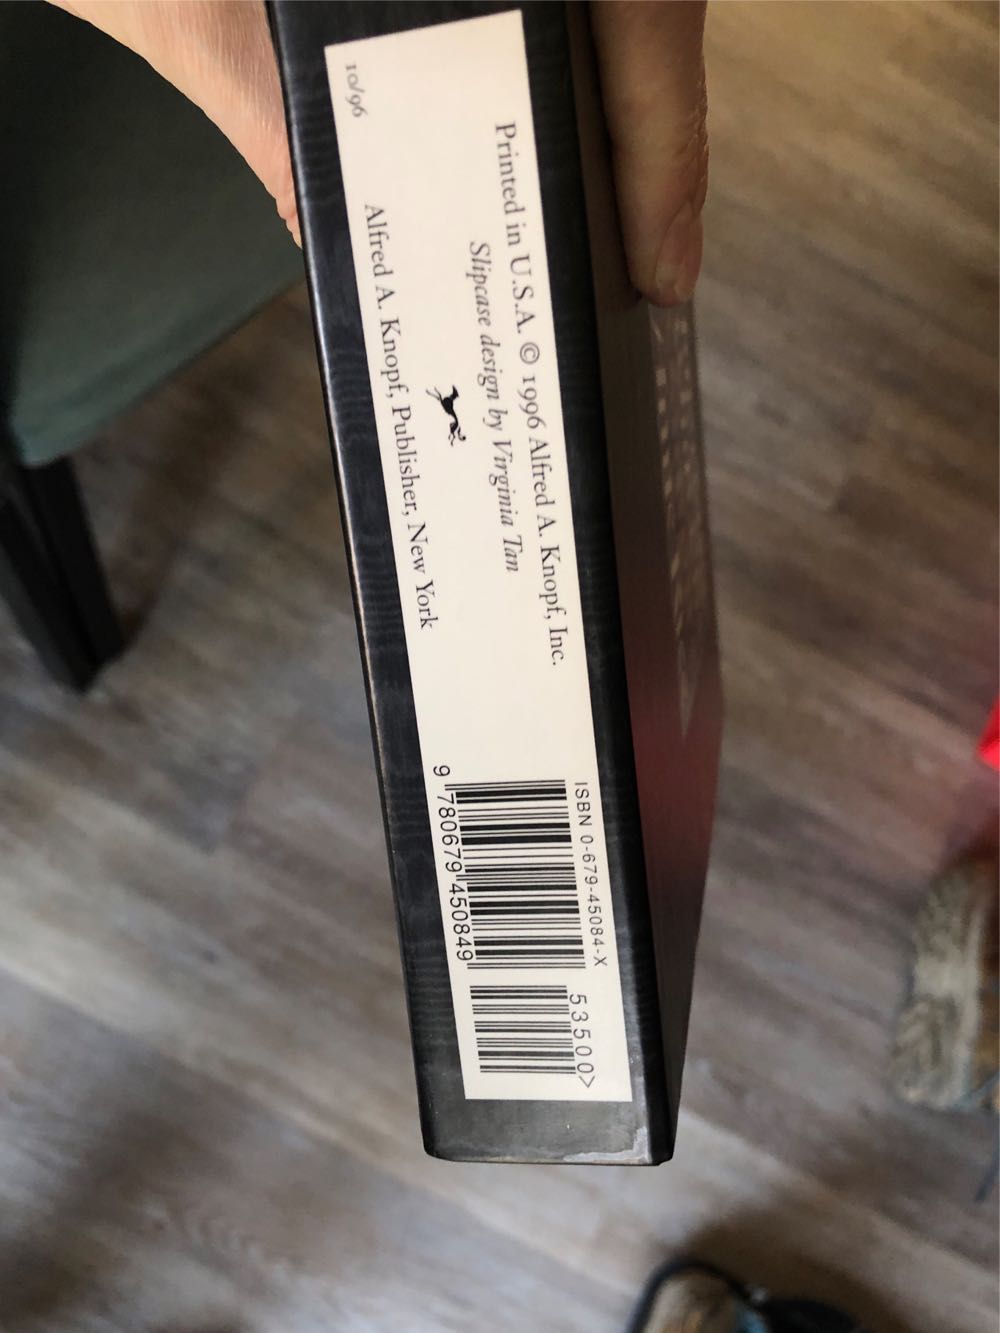 Printed in U.S.A. © 1996 Alfred A. Knopf, Inc.
Slipcase design by Virginia Tan
Alfred A. Knopf, Publisher, New York
10/96
ISBN 0-679-45084-X
53500>
9 780679 450849